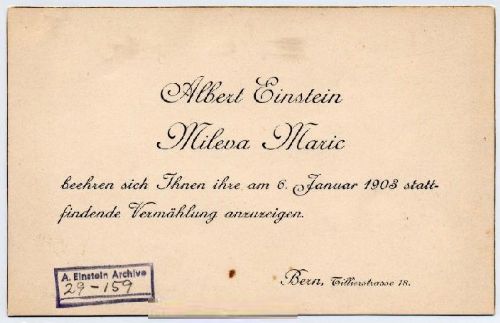 Albert Einstein
Mileva Maric
beehren sich Ihnen ihre am 6. Januar 1903 statt-
findende Vermählung anzuzeigen.
Bern, Tillierstrasse 18.
A. Einstein Archive
29-159